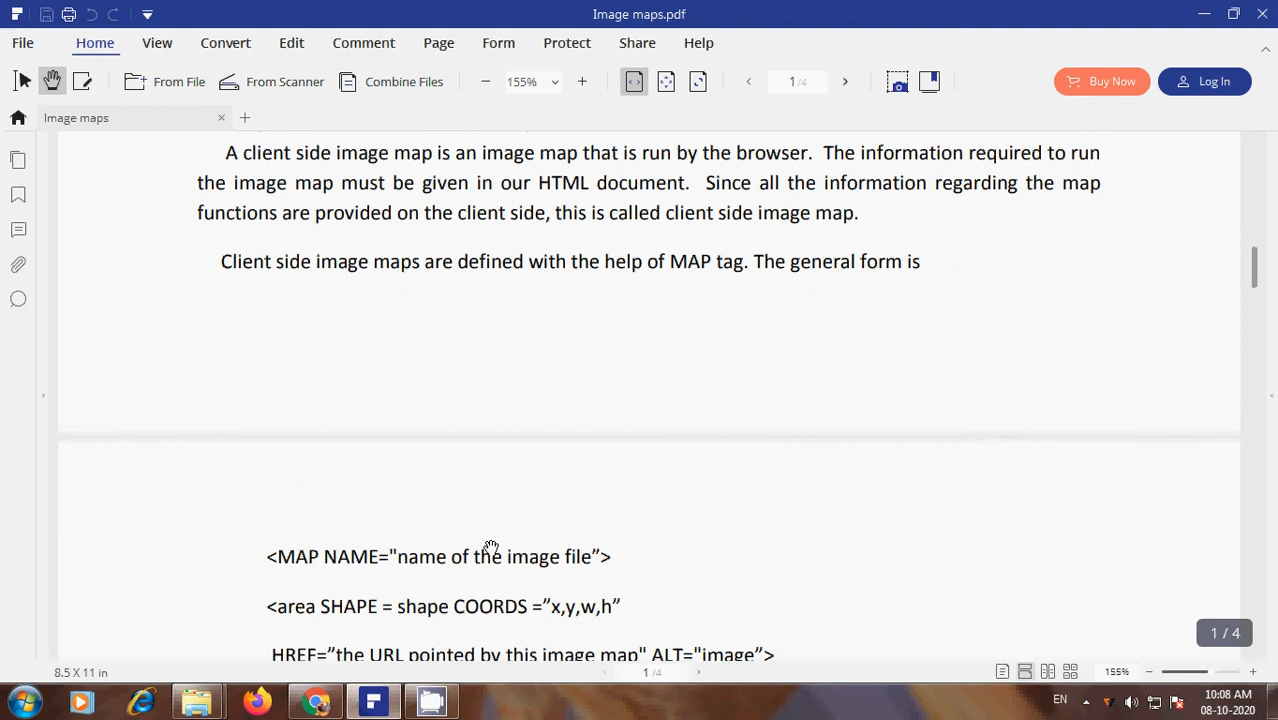 Image maps.pdf
File Home View Convert Edit Comment Page Form Protect Share Help
From File From Scanner Combine Files 155% 1/4 Buy Now Log In
Image maps
A client side image map is an image map that is run by the browser. The information required to run
the image map must be given in our HTML document. Since all the information regarding the map
functions are provided on the client side, this is called client side image map.
Client side image maps are defined with the help of MAP tag. The general form is
<MAP NAME="name of the image file”>
<area SHAPE = shape COORDS =”x,y,w,h”
HREF=”the URL pointed by this image map" ALT="image”>
1 / 4
8.5 X 11 in 1/4 155%
EN 10:08 AM
08-10-2020